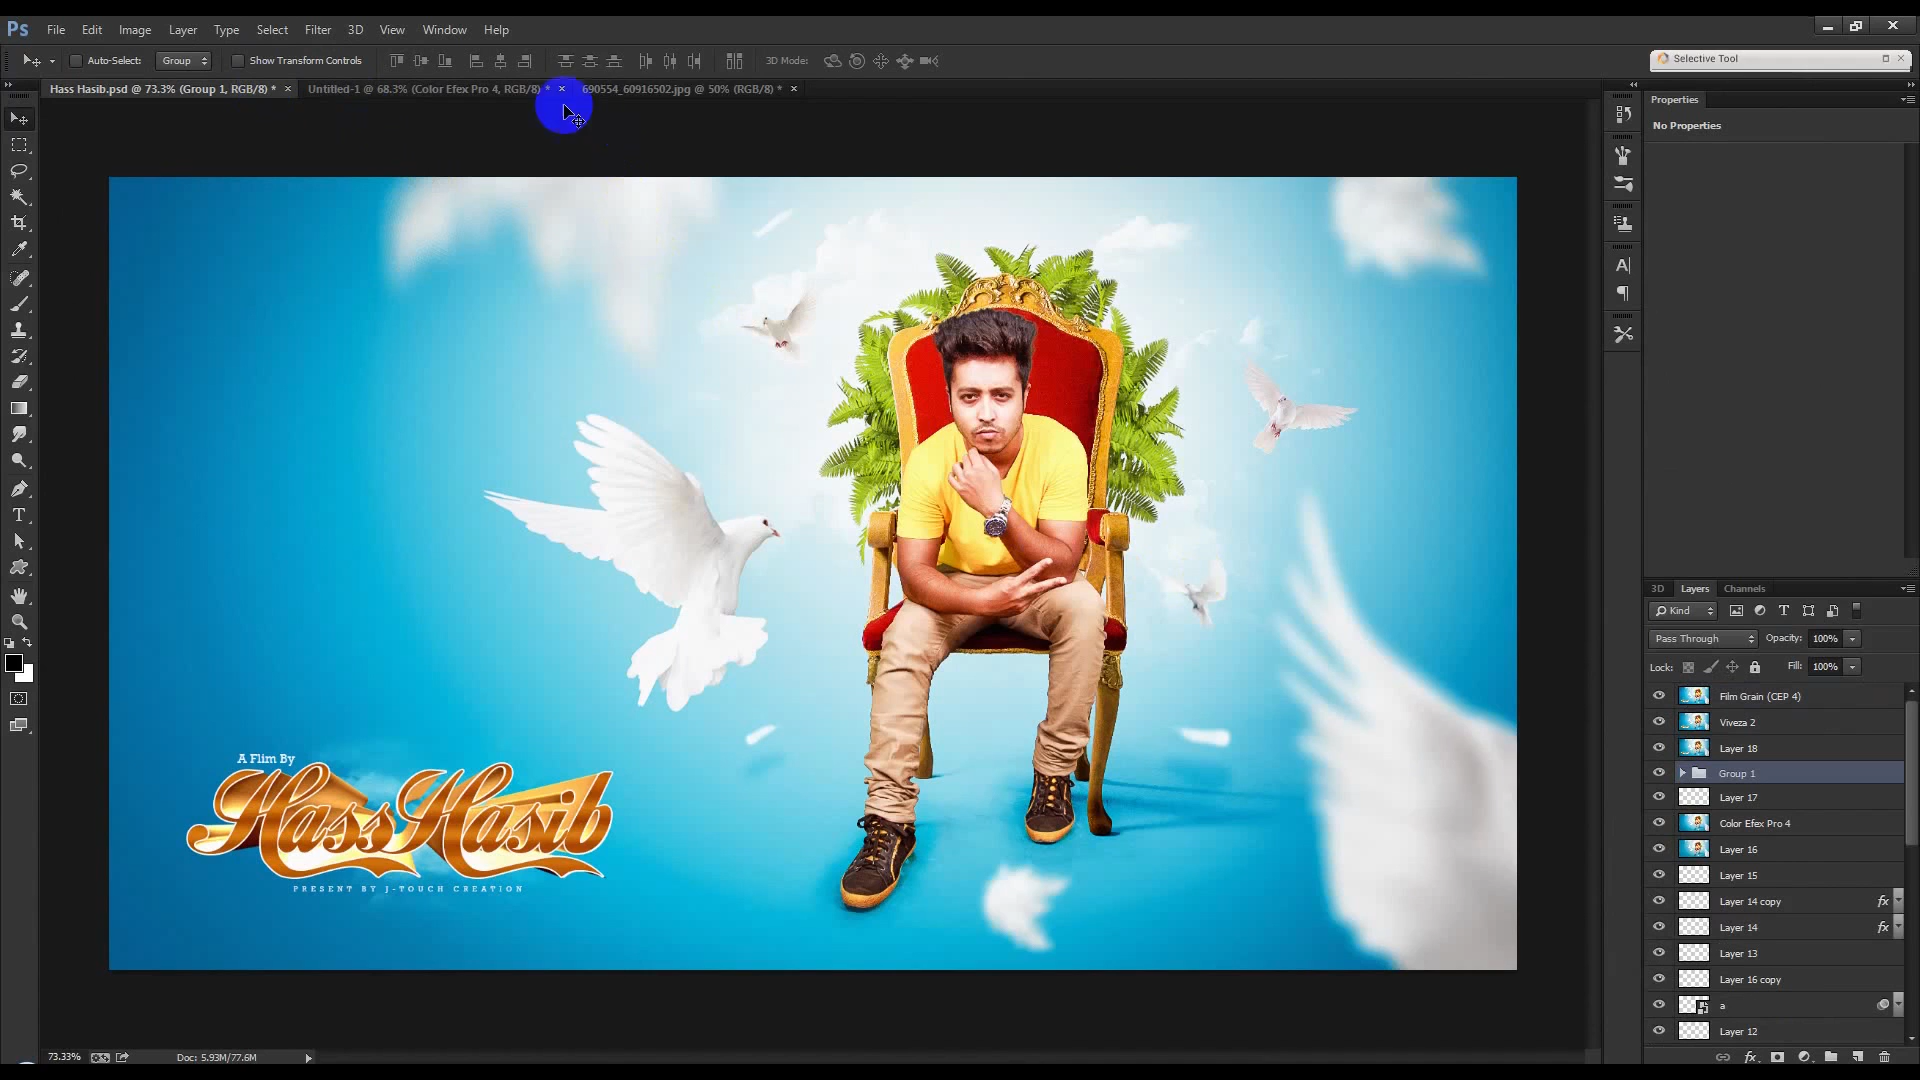 Ps File Edit Image Layer Type Select Filter 3D View Window Help
Auto-Select: Group Show Transform Controls 3D Mode: Selective Tool
Hass Hasib.psd @ 73.3% (Group 1, RGB/8) * × Untitled-1 @ 68.3% (Color Efex Pro 4, RGB/8) * × 690554_60916502.jpg @ 50% (RGB/8) * ×
Properties
No Properties
A Flim By
Hass Hasib
PRESENT BY J-TOUCH CREATION
3D Layers Channels
Kind
Pass Through Opacity: 100%
Lock: Fill: 100%
Film Grain (CEP 4)
Viveza 2
Layer 18
Group 1
Layer 17
Color Efex Pro 4
Layer 16
Layer 15
Layer 14 copy fx
Layer 14 fx
Layer 13
Layer 16 copy
a
Layer 12
73.33% Doc: 5.93M/77.6M